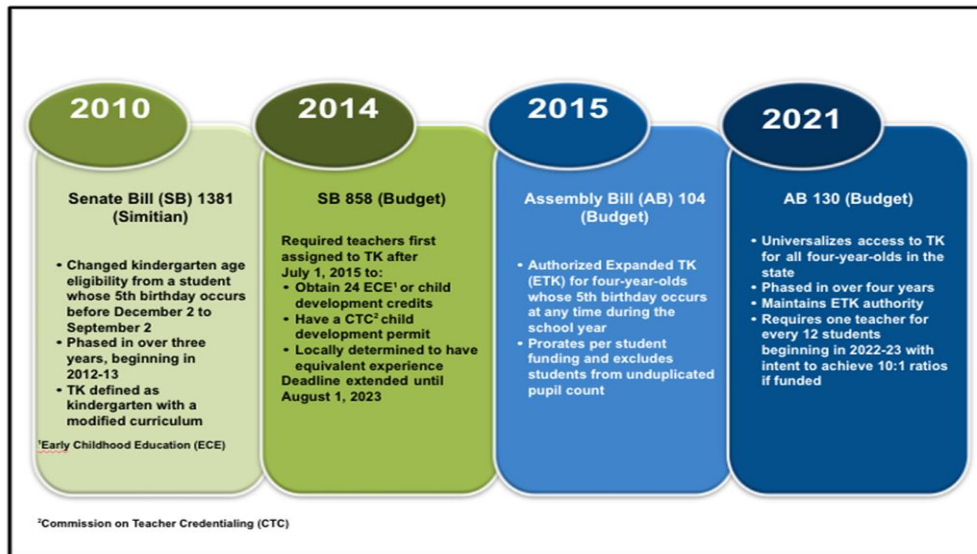 2010
Senate Bill (SB) 1381
(Simitian)
• Changed kindergarten age
eligibility from a student
whose 5th birthday occurs
before December 2 to
September 2
• Phased in over three
years, beginning in
2012-13
• TK defined as
kindergarten with a
modified curriculum
¹Early Childhood Education (ECE)
2014
SB 858 (Budget)
Required teachers first
assigned to TK after
July 1, 2015 to:
• Obtain 24 ECE¹ or child
development credits
• Have a CTC² child
development permit
• Locally determined to have
equivalent experience
Deadline extended until
August 1, 2023
2015
Assembly Bill (AB) 104
(Budget)
• Authorized Expanded TK
(ETK) for four-year-olds
whose 5th birthday occurs
at any time during the
school year
• Prorates per student
funding and excludes
students from unduplicated
pupil count
2021
AB 130 (Budget)
• Universalizes access to TK
for all four-year-olds in the
state
• Phased in over four years
• Maintains ETK authority
• Requires one teacher for
every 12 students
beginning in 2022-23 with
intent to achieve 10:1 ratios
if funded
²Commission on Teacher Credentialing (CTC)